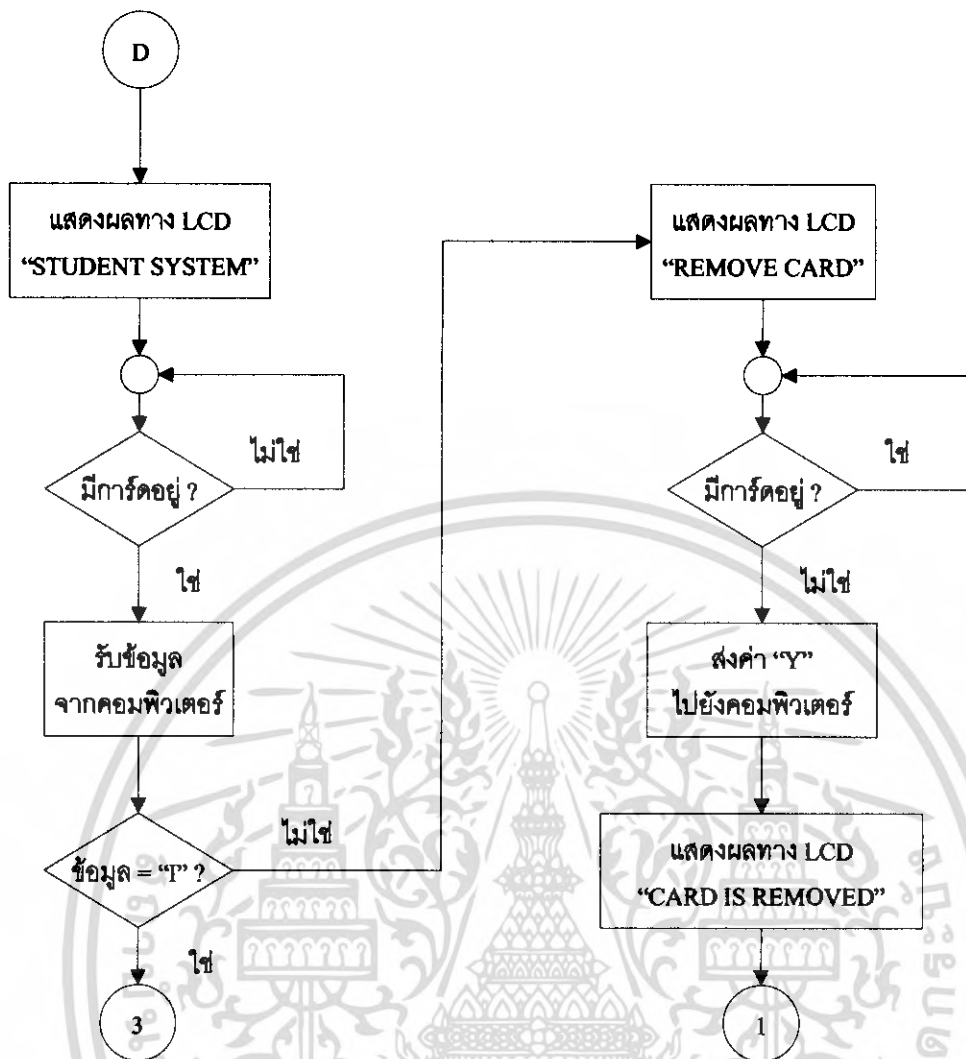 D
แสดงผลทาง LCD
“STUDENT SYSTEM”
ไม่ใช่
มีการ์ดอยู่ ?
ใช่
รับข้อมูล
จากคอมพิวเตอร์
ไม่ใช่
ข้อมูล = “I” ?
ใช่
3
แสดงผลทาง LCD
“REMOVE CARD”
ใช่
มีการ์ดอยู่ ?
ไม่ใช่
ส่งค่า “Y”
ไปยังคอมพิวเตอร์
แสดงผลทาง LCD
“CARD IS REMOVED”
1